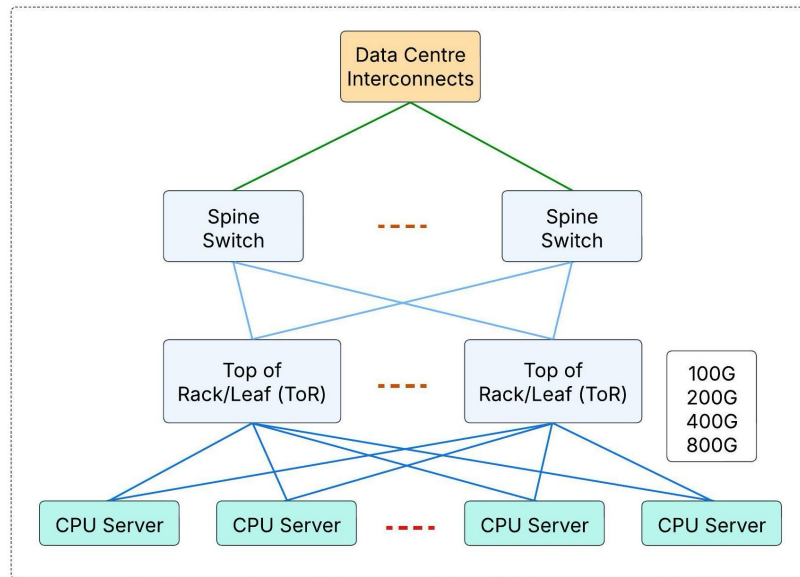 Data Centre
Interconnects
Spine
Switch
Spine
Switch
Top of
Rack/Leaf (ToR)
Top of
Rack/Leaf (ToR)
100G
200G
400G
800G
CPU Server
CPU Server
CPU Server
CPU Server